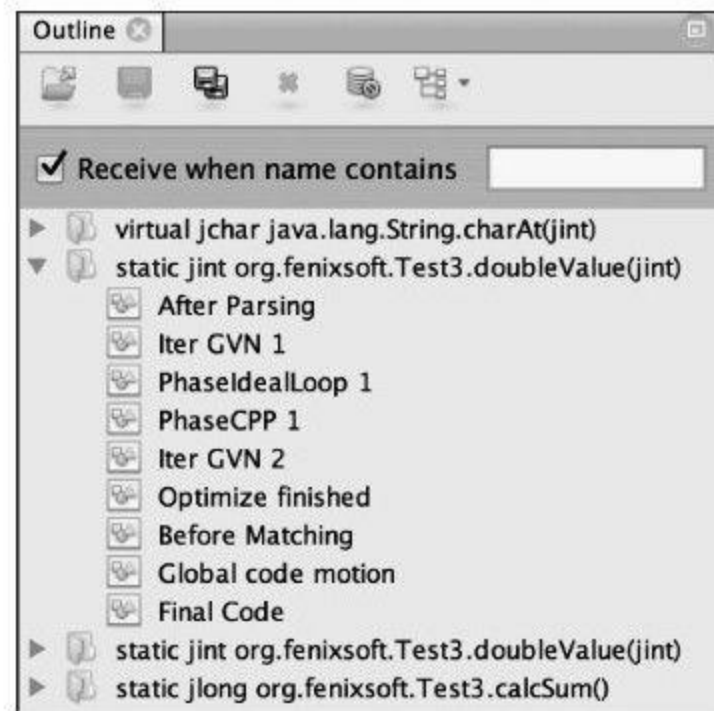 Outline
Receive when name contains
virtual jchar java.lang.String.charAt(jint)
static jint org.fenixsoft.Test3.doubleValue(jint)
After Parsing
Iter GVN 1
PhaseIdealLoop 1
PhaseCPP 1
Iter GVN 2
Optimize finished
Before Matching
Global code motion
Final Code
static jint org.fenixsoft.Test3.doubleValue(jint)
static jlong org.fenixsoft.Test3.calcSum()